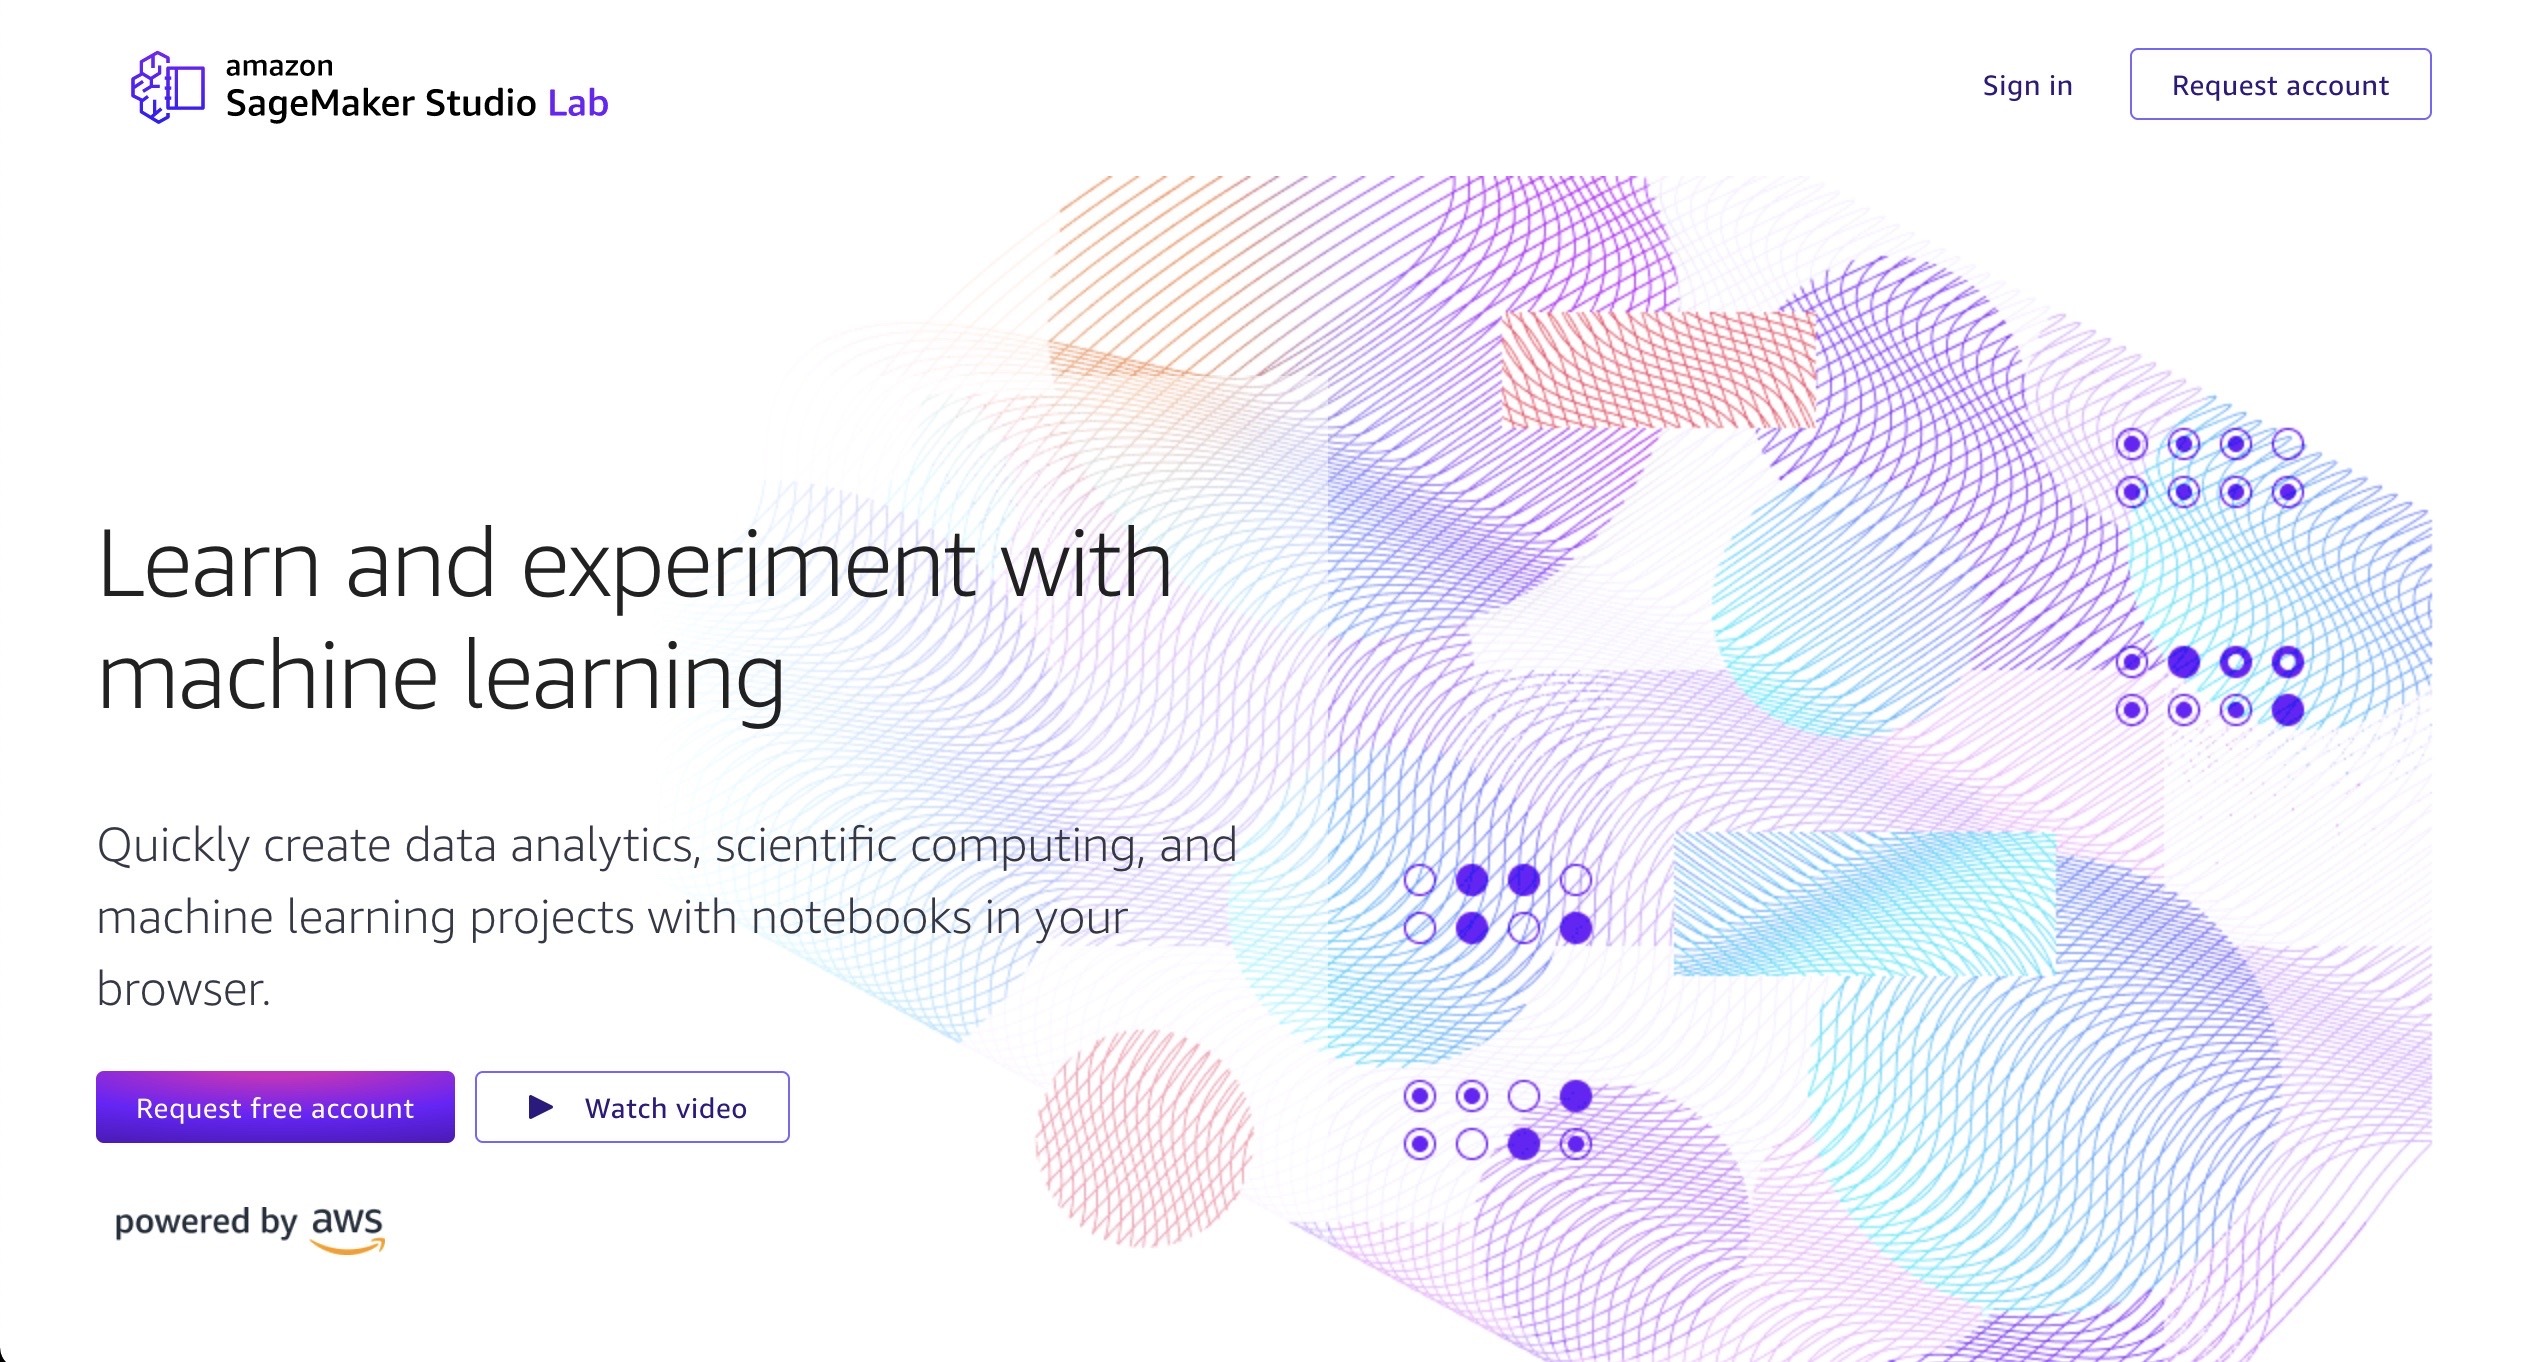 amazon
SageMaker Studio Lab
Sign in
Request account
Learn and experiment with
machine learning
Quickly create data analytics, scientific computing, and
machine learning projects with notebooks in your
browser.
Request free account
Watch video
powered by aws